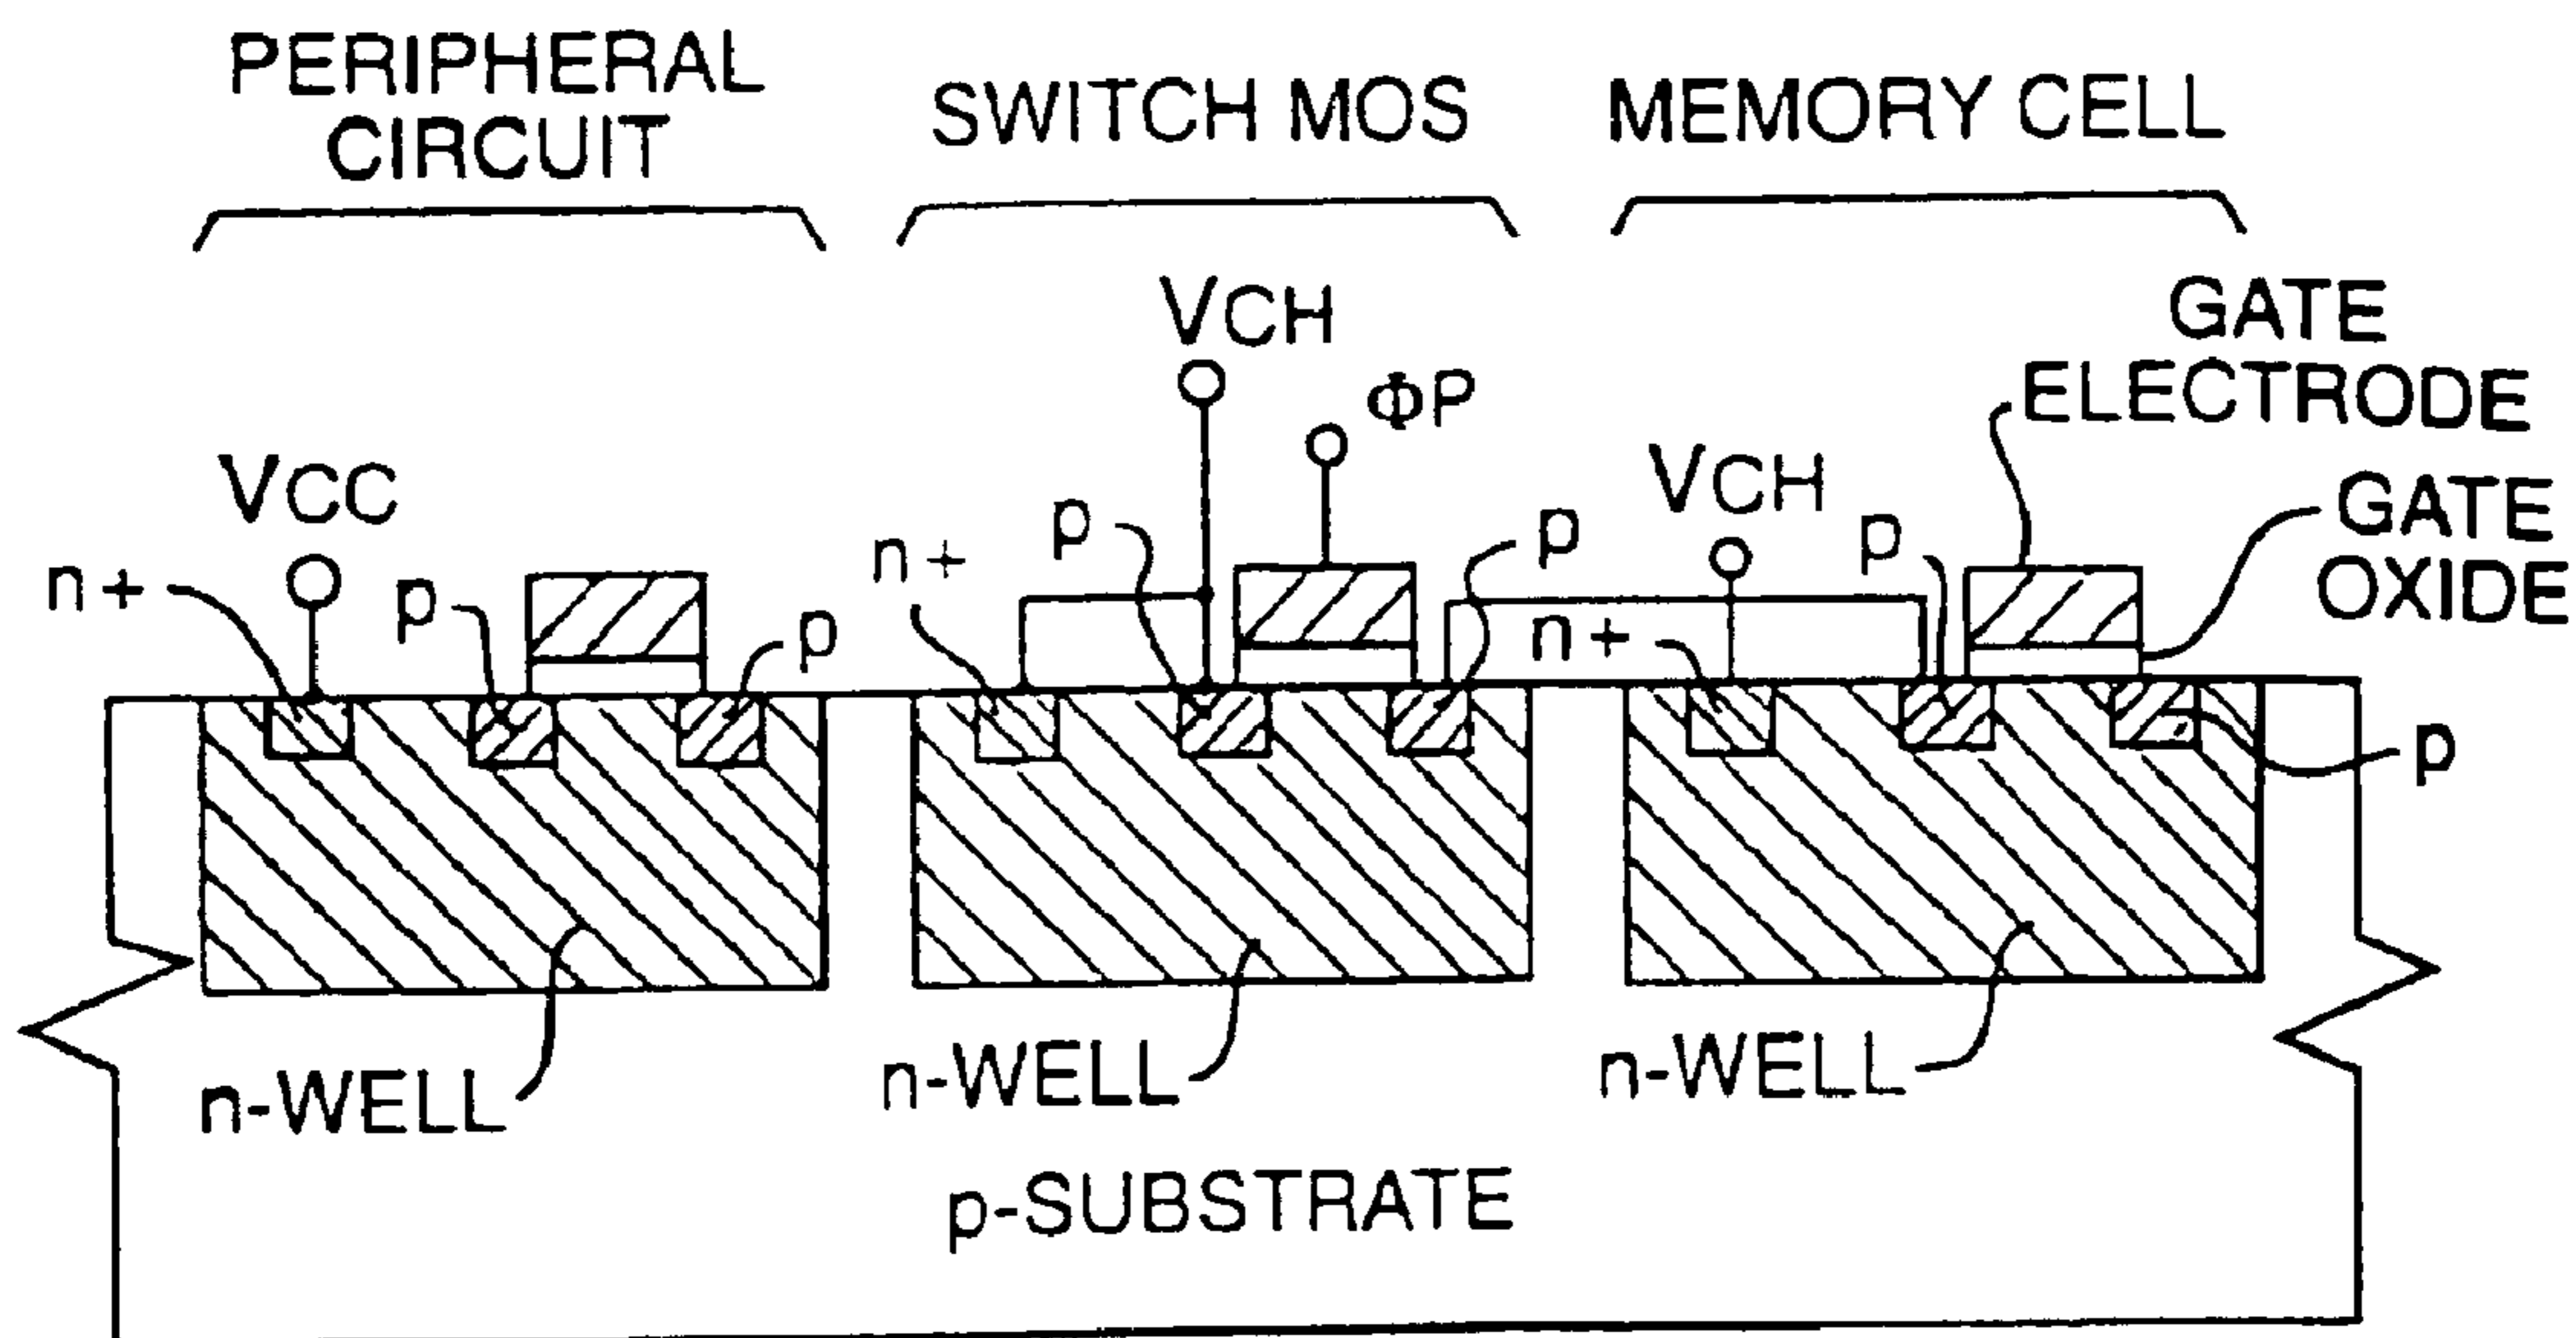 PERIPHERAL
CIRCUIT
SWITCH MOS
MEMORY CELL
VCH
GATE
ELECTRODE
ΦP
VCC
VCH
GATE
OXIDE
n+
p
p
n+
p
p
n+
p
p
n-WELL
n-WELL
n-WELL
p-SUBSTRATE